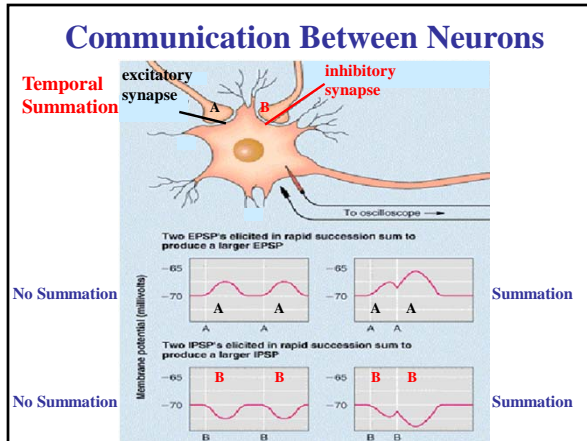 Communication Between Neurons
Temporal
Summation
excitatory
synapse
inhibitory
synapse
A
B
To oscilloscope
Two EPSP's elicited in rapid succession sum to
produce a larger EPSP
Membrane potential (millivolts)
No Summation
−65
−70
A A
A A
−65
−70
A A
A A
Summation
Two IPSP's elicited in rapid succession sum to
produce a larger IPSP
No Summation
−65
−70
B B
B B
−65
−70
B B
B B
Summation